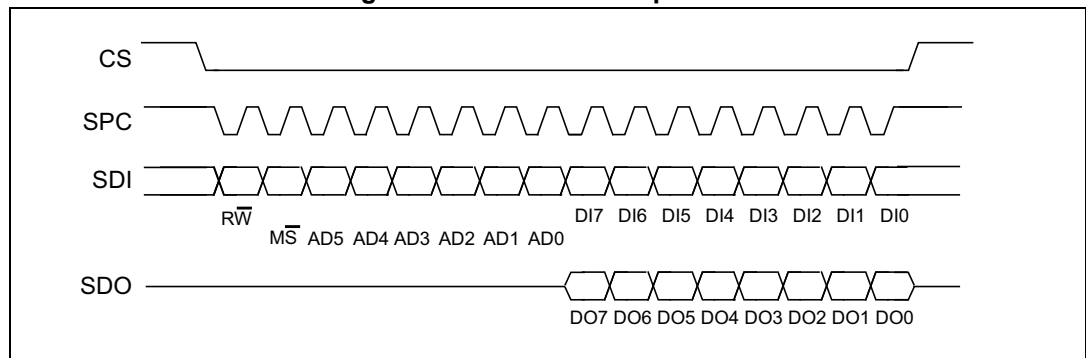 CS
SPC
SDI
RW̅
DI7 DI6 DI5 DI4 DI3 DI2 DI1 DI0
MS̅ AD5 AD4 AD3 AD2 AD1 AD0
SDO
DO7 DO6 DO5 DO4 DO3 DO2 DO1 DO0